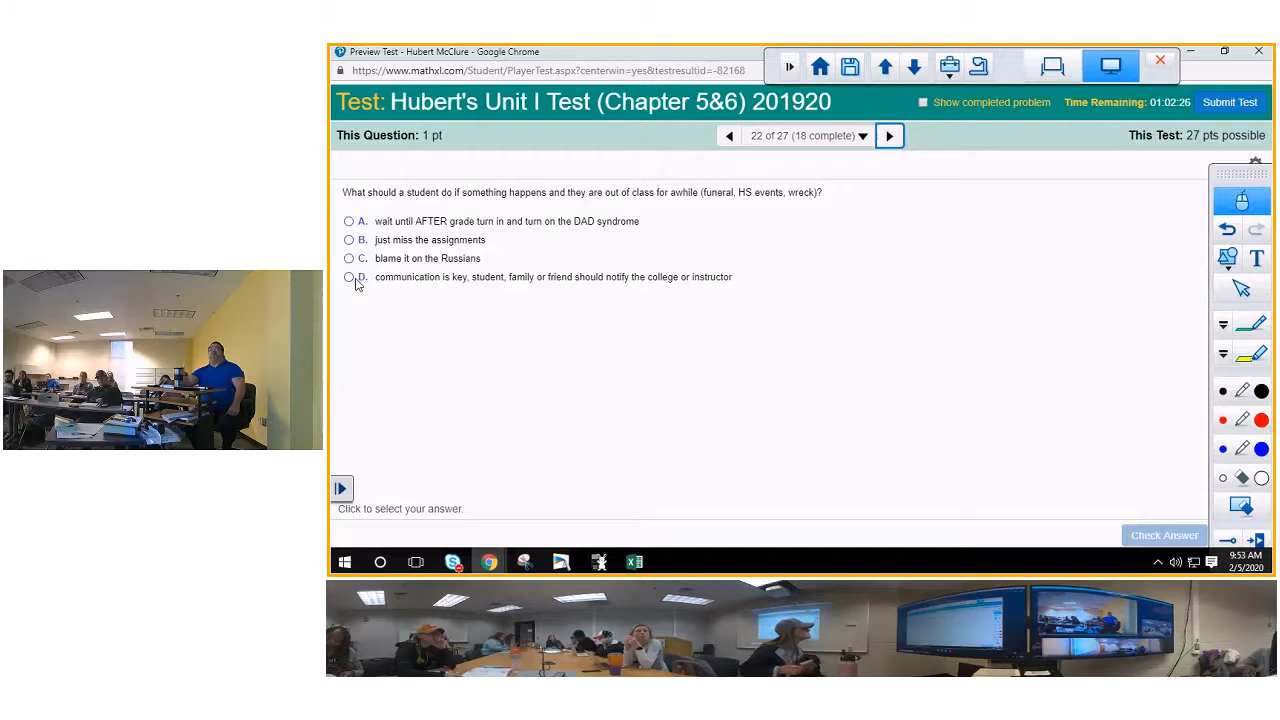 Preview Test - Hubert McClure - Google Chrome
https://www.mathxl.com/Student/PlayerTest.aspx?centerwin=yes&testresultid=-82168
Test: Hubert's Unit I Test (Chapter 5&6) 201920
Show completed problem
Time Remaining: 01:02:26
Submit Test
This Question: 1 pt
22 of 27 (18 complete)
This Test: 27 pts possible
What should a student do if something happens and they are out of class for awhile (funeral, HS events, wreck)?
A. wait until AFTER grade turn in and turn on the DAD syndrome
B. just miss the assignments
C. blame it on the Russians
D. communication is key, student, family or friend should notify the college or instructor
T
Click to select your answer.
Check Answer
9:53 AM
2/5/2020